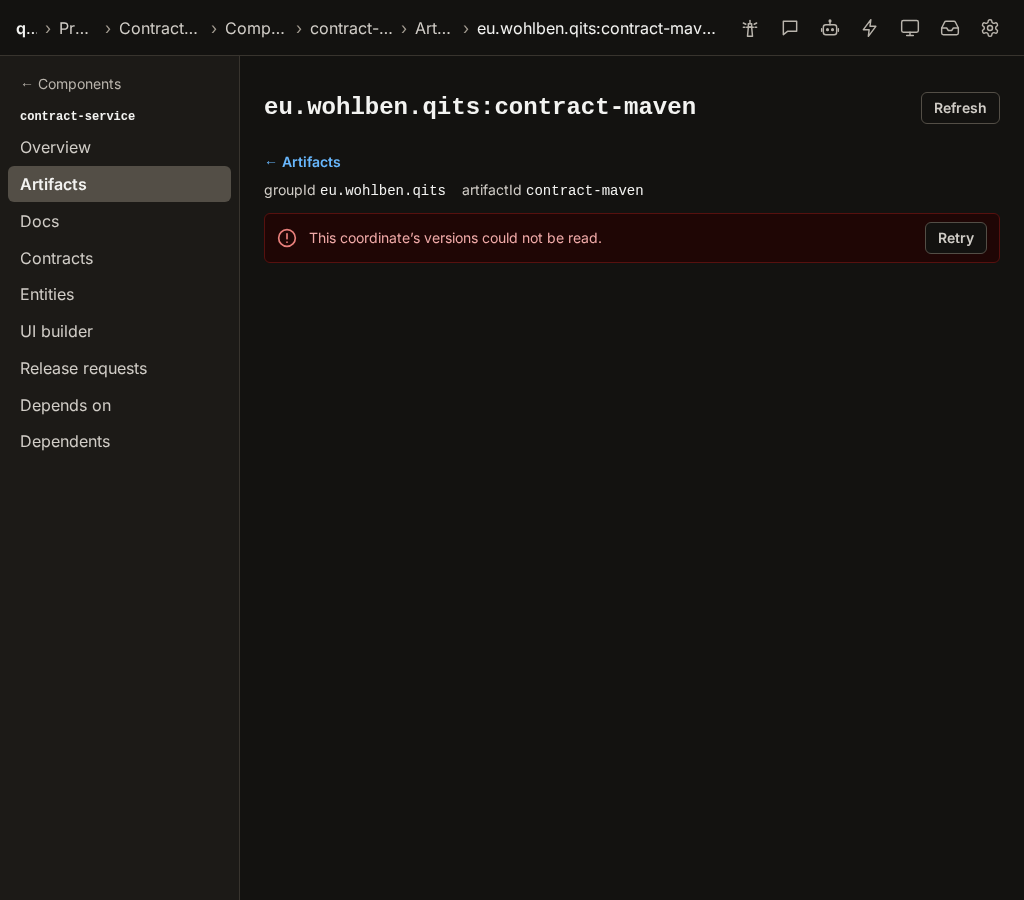 q... › Pr... › Contract... › Comp... › contract-... › Art... › eu.wohlben.qits:contract-mav...
← Components
contract-service
Overview
Artifacts
Docs
Contracts
Entities
UI builder
Release requests
Depends on
Dependents
eu.wohlben.qits:contract-maven
Refresh
← Artifacts
groupId eu.wohlben.qits artifactId contract-maven
This coordinate’s versions could not be read.
Retry